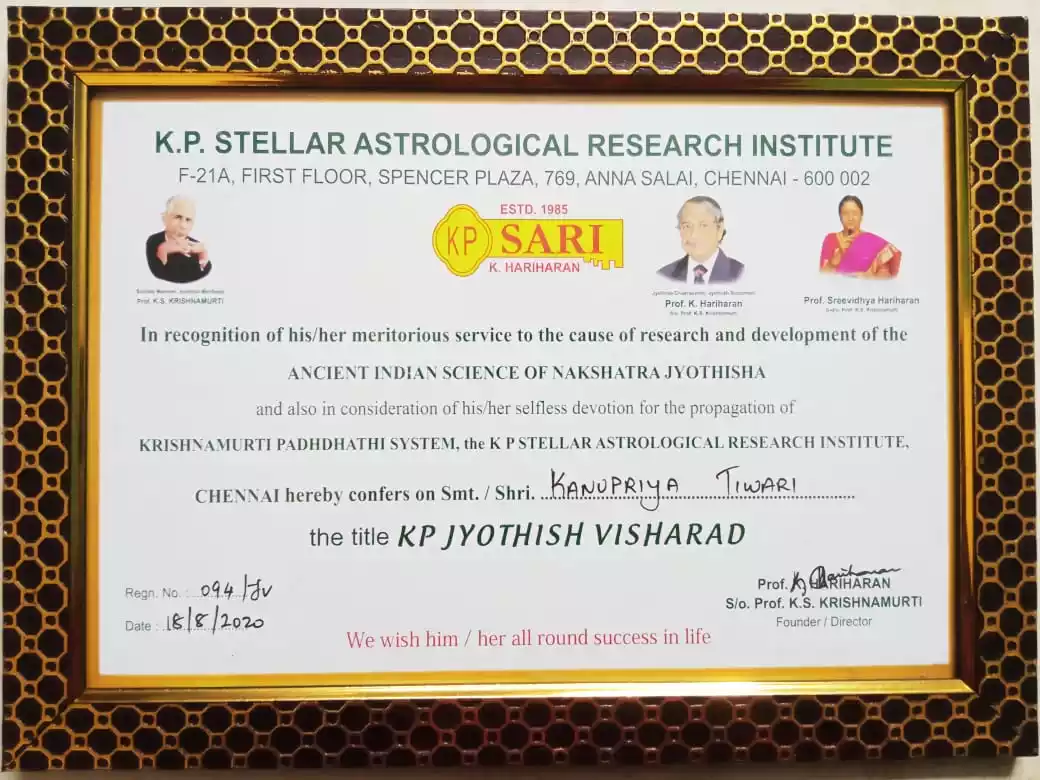 K.P. STELLAR ASTROLOGICAL RESEARCH INSTITUTE
F-21A, FIRST FLOOR, SPENCER PLAZA, 769, ANNA SALAI, CHENNAI - 600 002
ESTD. 1985
KP SARI
K. HARIHARAN
Prof. K.S. KRISHNAMURTI
Prof. K. Hariharan
S/o. Prof. K.S. Krishnamurti
Prof. Sreevidhya Hariharan
Prof. K.S. Krishnamurti
In recognition of his/her meritorious service to the cause of research and development of the
ANCIENT INDIAN SCIENCE OF NAKSHATRA JYOTHISHA
and also in consideration of his/her selfless devotion for the propagation of
KRISHNAMURTI PADHDHATHI SYSTEM, the K P STELLAR ASTROLOGICAL RESEARCH INSTITUTE,
CHENNAI hereby confers on Smt. / Shri. KANUPRIYA TIWARI
the title KP JYOTHISH VISHARAD
Regn. No. : 094/JV
Date : 18/8/2020
Prof. K. HARIHARAN
S/o. Prof. K.S. KRISHNAMURTI
Founder / Director
We wish him / her all round success in life